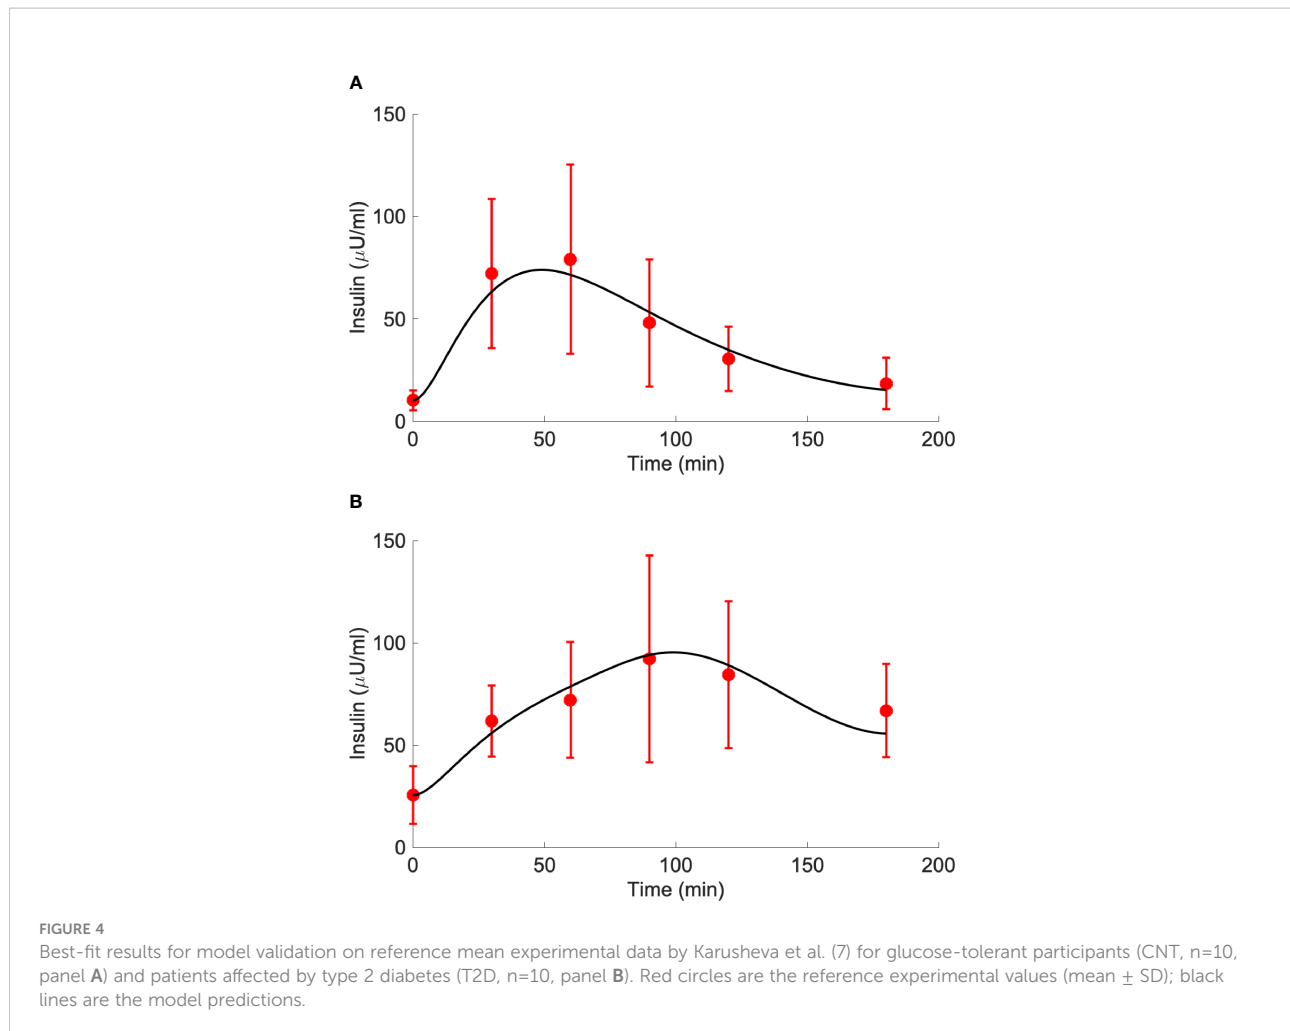 A
150
100
50
0
Insulin (μU/ml)
0 50 100 150 200
Time (min)
B
150
100
50
0
Insulin (μU/ml)
0 50 100 150 200
Time (min)
FIGURE 4
Best-fit results for model validation on reference mean experimental data by Karusheva et al. (7) for glucose-tolerant participants (CNT, n=10,
panel A) and patients affected by type 2 diabetes (T2D, n=10, panel B). Red circles are the reference experimental values (mean ± SD); black
lines are the model predictions.